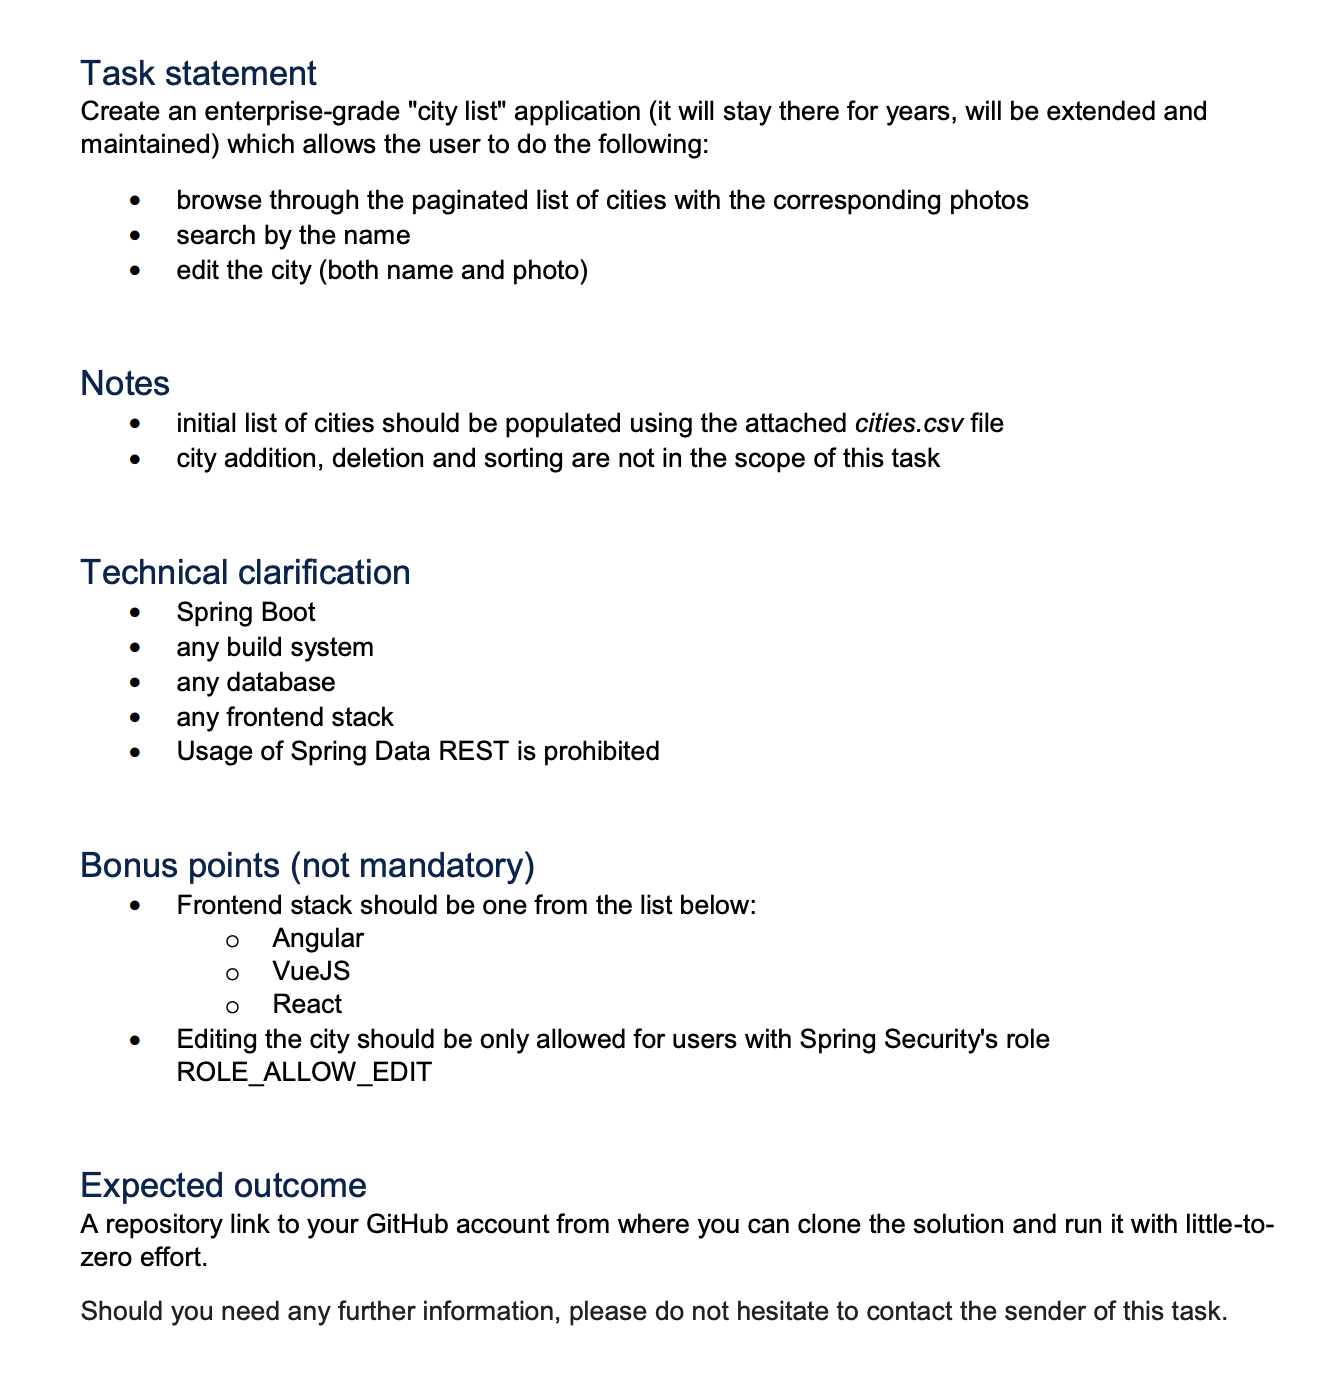 Task statement
Create an enterprise-grade "city list" application (it will stay there for years, will be extended and
maintained) which allows the user to do the following:
• browse through the paginated list of cities with the corresponding photos
• search by the name
• edit the city (both name and photo)
Notes
• initial list of cities should be populated using the attached cities.csv file
• city addition, deletion and sorting are not in the scope of this task
Technical clarification
• Spring Boot
• any build system
• any database
• any frontend stack
• Usage of Spring Data REST is prohibited
Bonus points (not mandatory)
• Frontend stack should be one from the list below:
o Angular
o VueJS
o React
• Editing the city should be only allowed for users with Spring Security's role
ROLE_ALLOW_EDIT
Expected outcome
A repository link to your GitHub account from where you can clone the solution and run it with little-to-
zero effort.
Should you need any further information, please do not hesitate to contact the sender of this task.